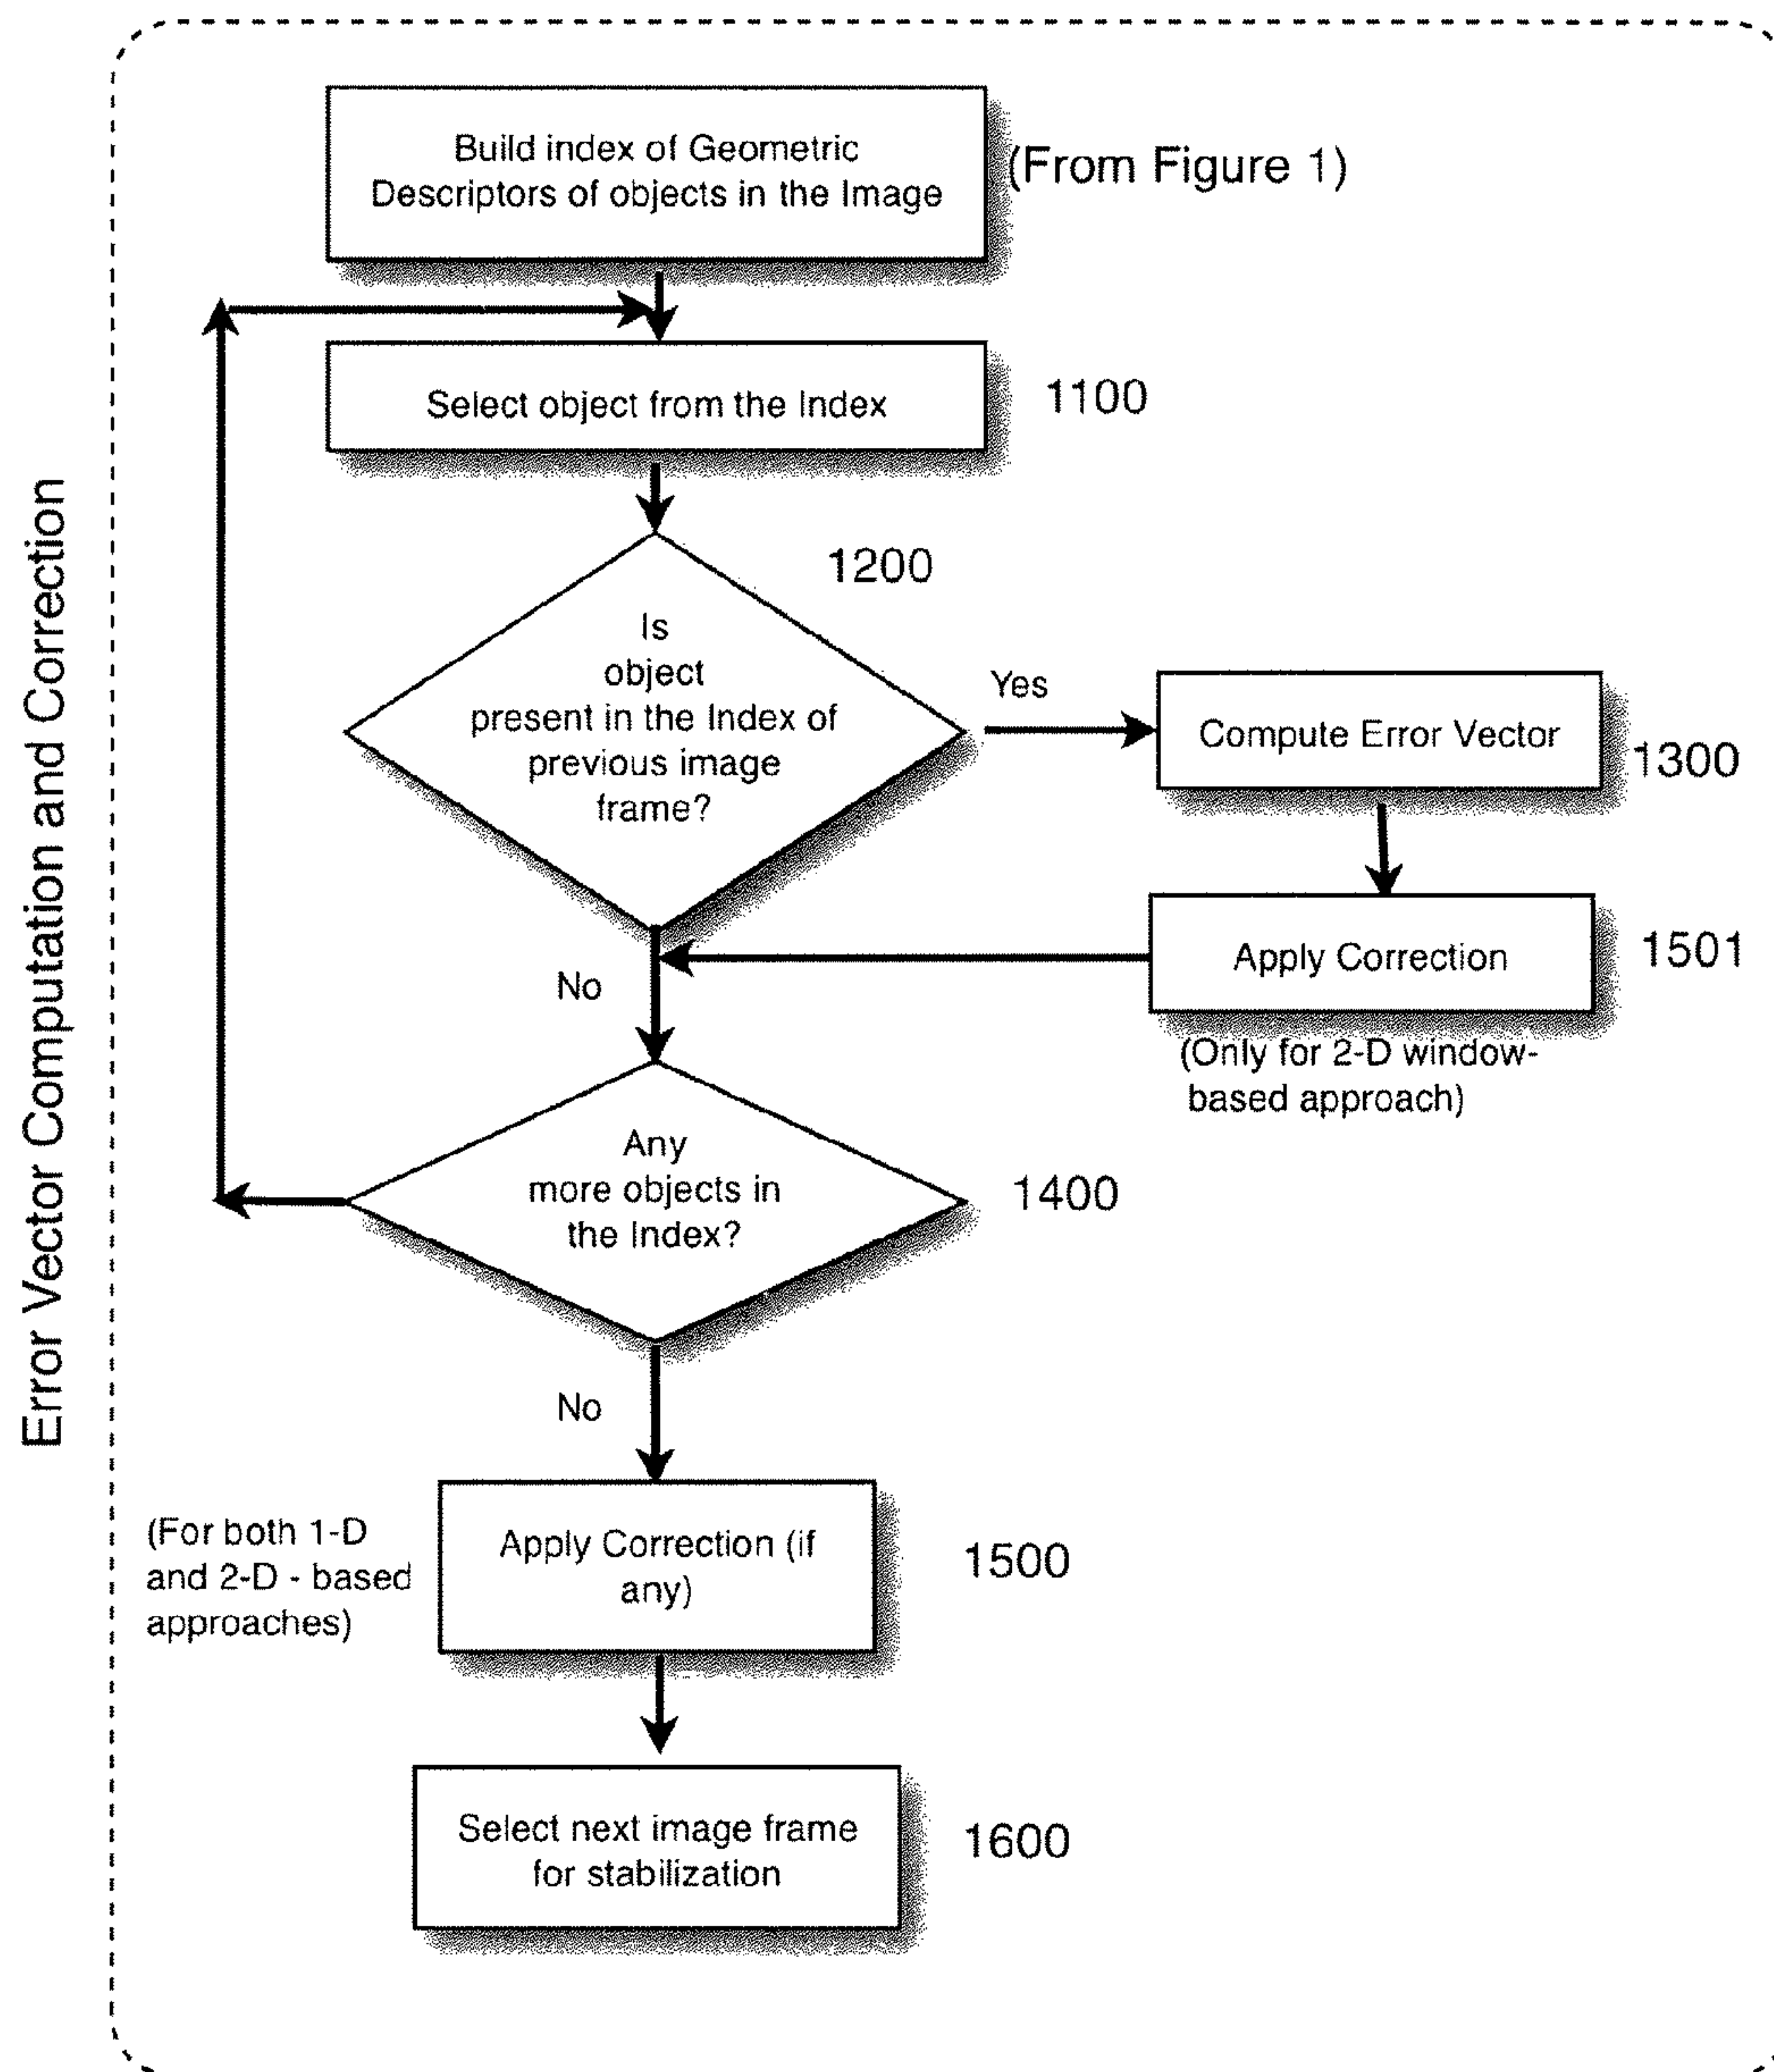 Error Vector Computation and Correction
Build index of Geometric
Descriptors of objects in the Image
(From Figure 1)
Select object from the Index
1100
1200
Is
object
present in the Index of
previous image
frame?
Yes
Compute Error Vector
1300
Apply Correction
1501
(Only for 2-D window-
based approach)
No
Any
more objects in
the Index?
1400
No
(For both 1-D
and 2-D - based
approaches)
Apply Correction (if
any)
1500
Select next image frame
for stabilization
1600